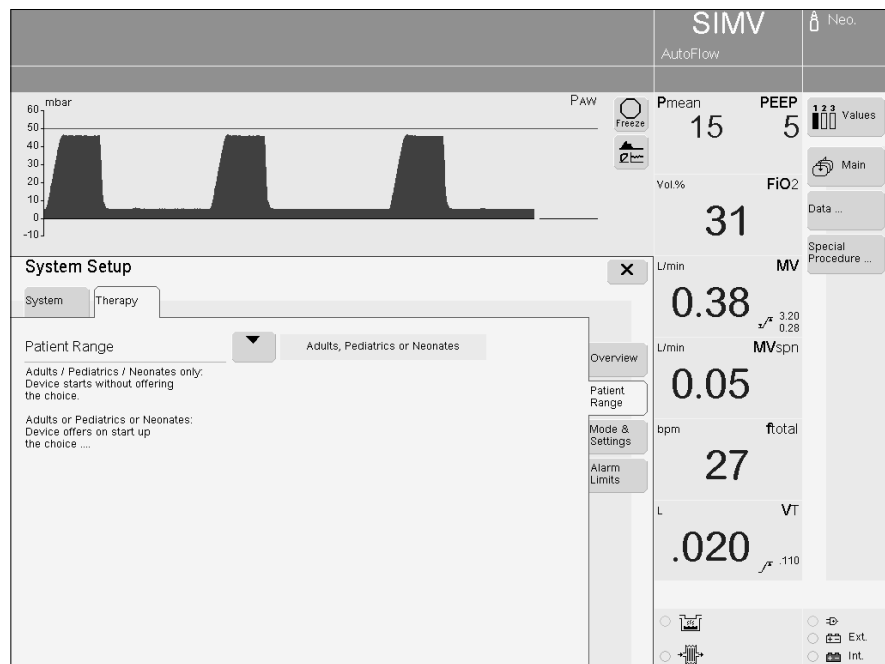 SIMV
Neo.
AutoFlow
mbar
60
50
40
30
20
10
0
-10
PAW
Freeze
Pmean PEEP
15 5
1 2 3
Values
Main
Data ...
Special
Procedure ...
Vol.% FiO2
31
L/min MV
0.38
3.20
0.28
L/min MVspn
0.05
bpm ftotal
27
L VT
.020
.110
System Setup
System Therapy
Patient Range
Adults, Pediatrics or Neonates
Adults / Pediatrics / Neonates only:
Device starts without offering
the choice.
Adults or Pediatrics or Neonates:
Device offers on start up
the choice ....
Overview
Patient
Range
Mode &
Settings
Alarm
Limits
Ext.
Int.